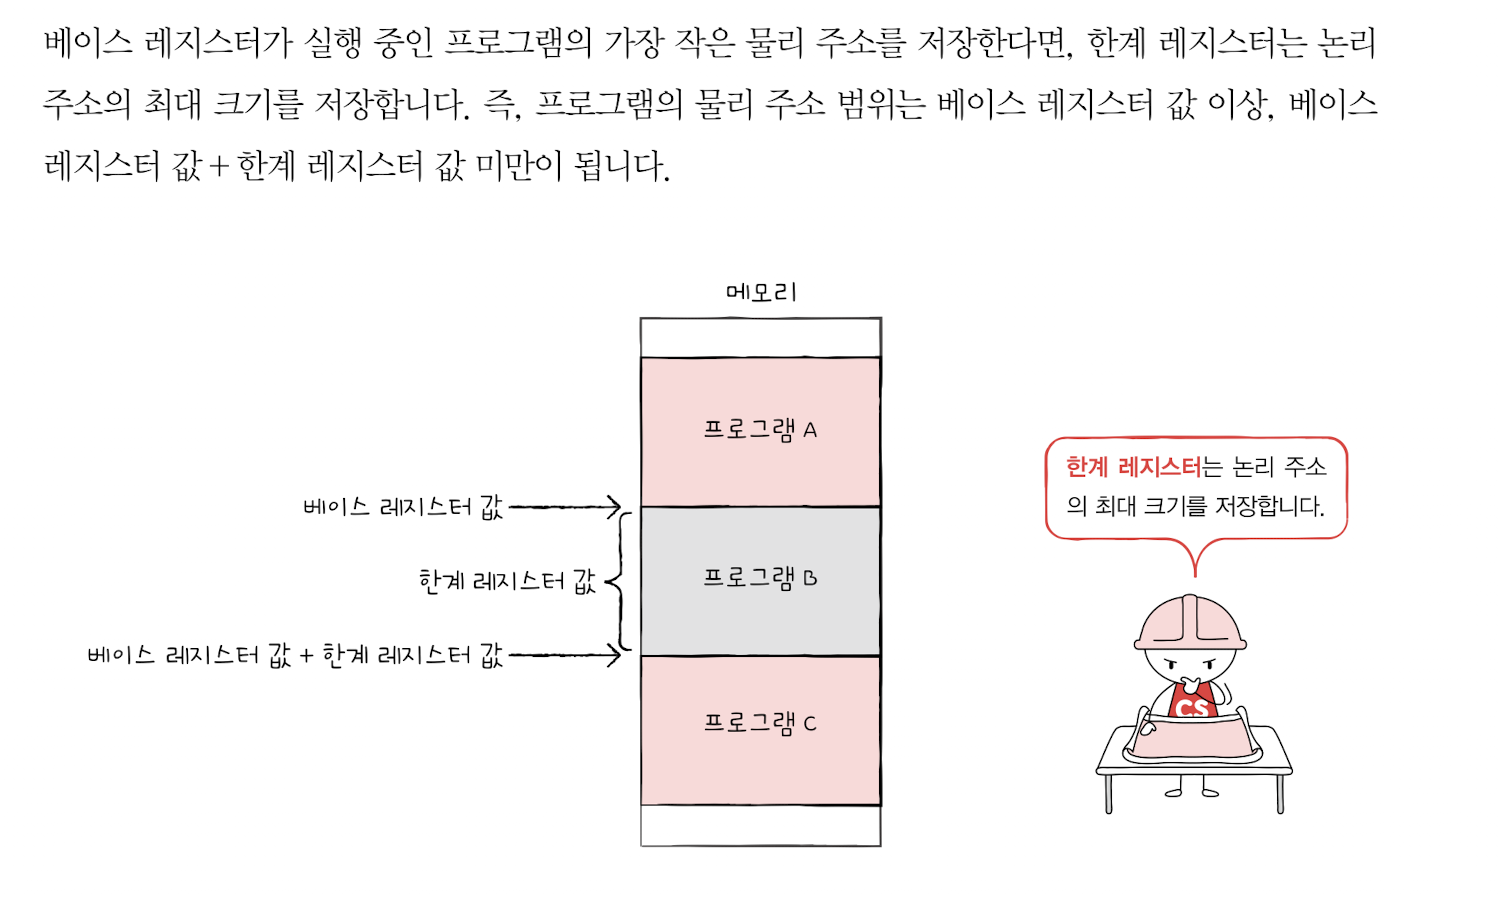 베이스 레지스터가 실행 중인 프로그램의 가장 작은 물리 주소를 저장한다면, 한계 레지스터는 논리
주소의 최대 크기를 저장합니다. 즉, 프로그램의 물리 주소 범위는 베이스 레지스터 값 이상, 베이스
레지스터 값 + 한계 레지스터 값 미만이 됩니다.
메모리
프로그램 A
베이스 레지스터 값
한계 레지스터 값
프로그램 B
베이스 레지스터 값 + 한계 레지스터 값
프로그램 C
한계 레지스터는 논리 주소
의 최대 크기를 저장합니다.
CS